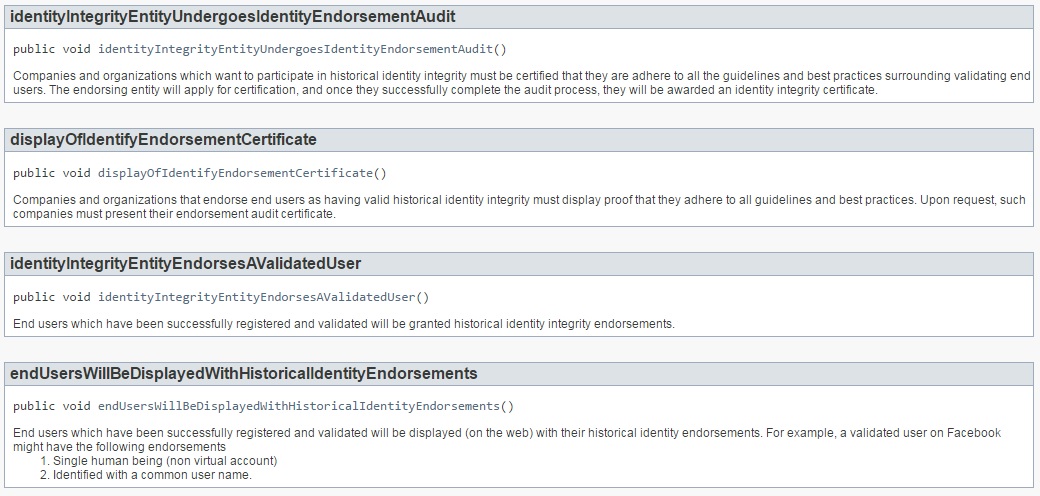 identityIntegrityEntityUndergoesIdentityEndorsementAudit
public void identityIntegrityEntityUndergoesIdentityEndorsementAudit()
Companies and organizations which want to participate in historical identity integrity must be certified that they are adhere to all the guidelines and best practices surrounding validating end
users. The endorsing entity will apply for certification, and once they successfully complete the audit process, they will be awarded an identity integrity certificate.
displayOfIdentifyEndorsementCertificate
public void displayOfIdentifyEndorsementCertificate()
Companies and organizations that endorse end users as having valid historical identity integrity must display proof that they adhere to all guidelines and best practices. Upon request, such
companies must present their endorsement audit certificate.
identityIntegrityEntityEndorsesAValidatedUser
public void identityIntegrityEntityEndorsesAValidatedUser()
End users which have been successfully registered and validated will be granted historical identity integrity endorsements.
endUsersWillBeDisplayedWithHistoricalIdentityEndorsements
public void endUsersWillBeDisplayedWithHistoricalIdentityEndorsements()
End users which have been successfully registered and validated will be displayed (on the web) with their historical identity endorsements. For example, a validated user on Facebook
might have the following endorsements
1. Single human being (non virtual account)
2. Identified with a common user name.